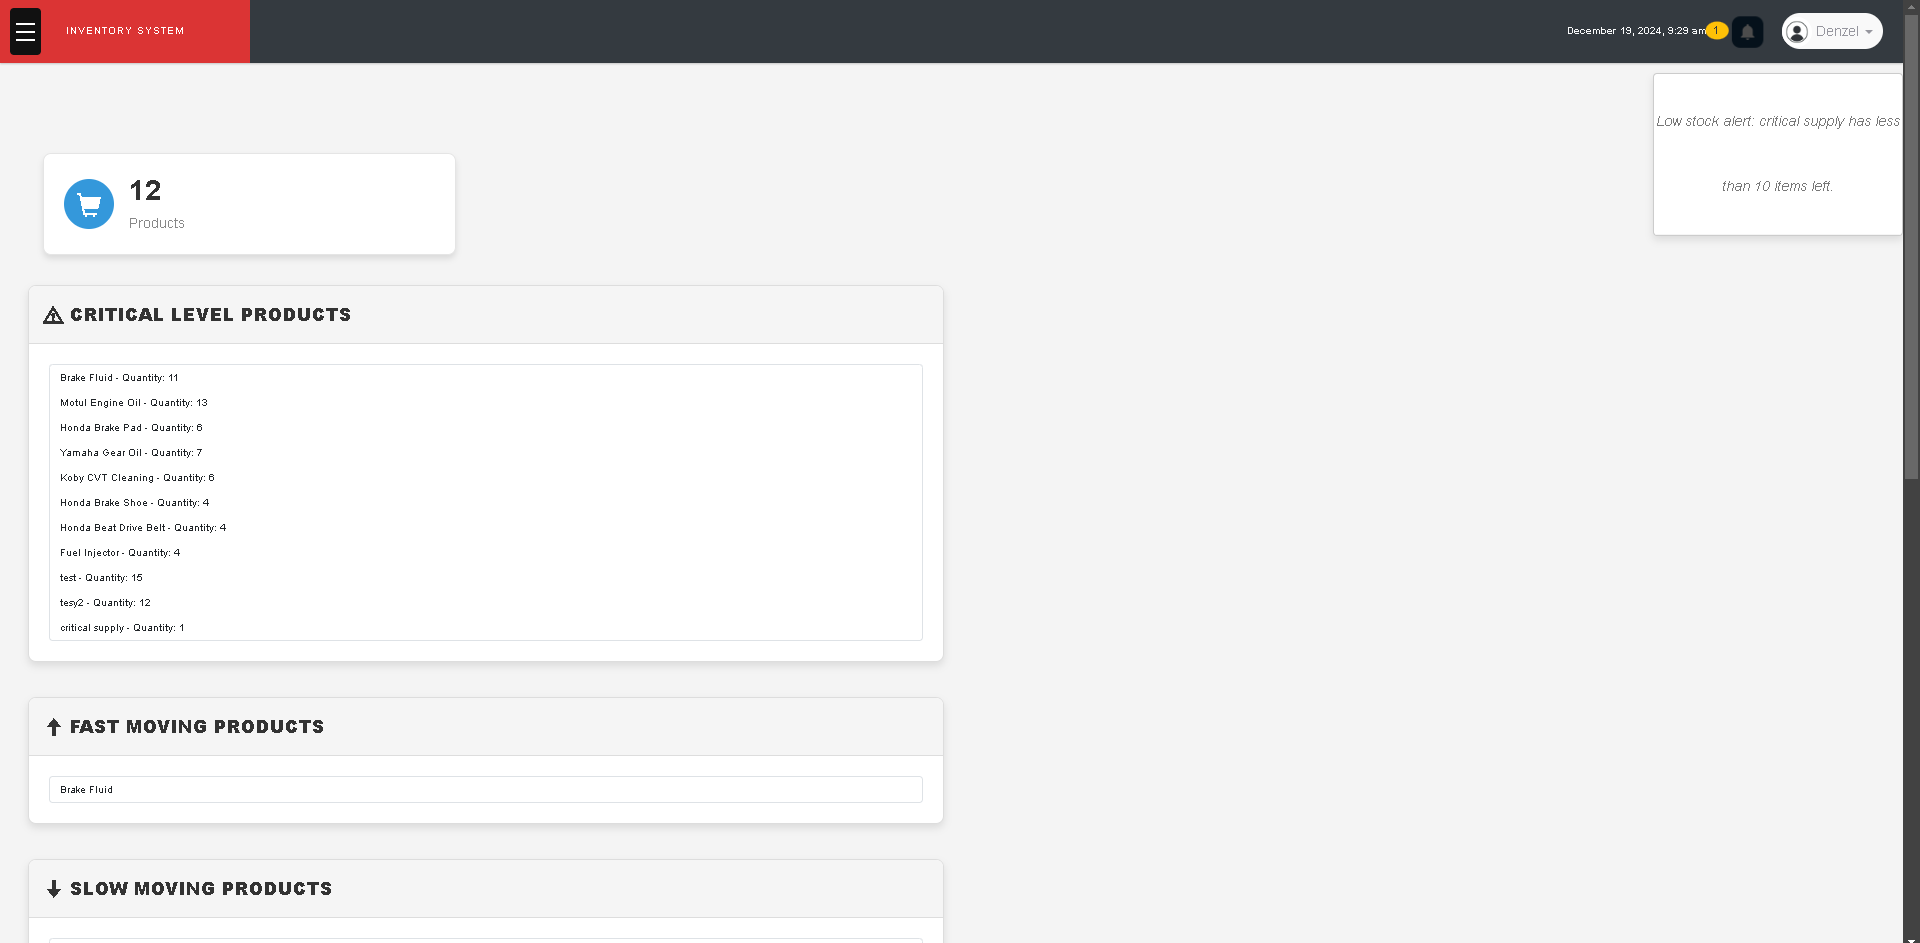 INVENTORY SYSTEM
December 19, 2024, 9:29 am
1
Denzel
Low stock alert: critical supply has less
than 10 items left.
12
Products
CRITICAL LEVEL PRODUCTS
Brake Fluid - Quantity: 11
Motul Engine Oil - Quantity: 13
Honda Brake Pad - Quantity: 6
Yamaha Gear Oil - Quantity: 7
Koby CVT Cleaning - Quantity: 6
Honda Brake Shoe - Quantity: 4
Honda Beat Drive Belt - Quantity: 4
Fuel Injector - Quantity: 4
test - Quantity: 15
tesy2 - Quantity: 12
critical supply - Quantity: 1
FAST MOVING PRODUCTS
Brake Fluid
SLOW MOVING PRODUCTS